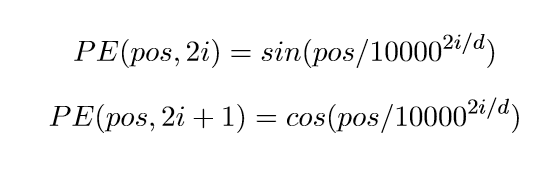 PE(pos, 2i) = sin(pos/10000^{2i/d})
PE(pos, 2i + 1) = cos(pos/10000^{2i/d})